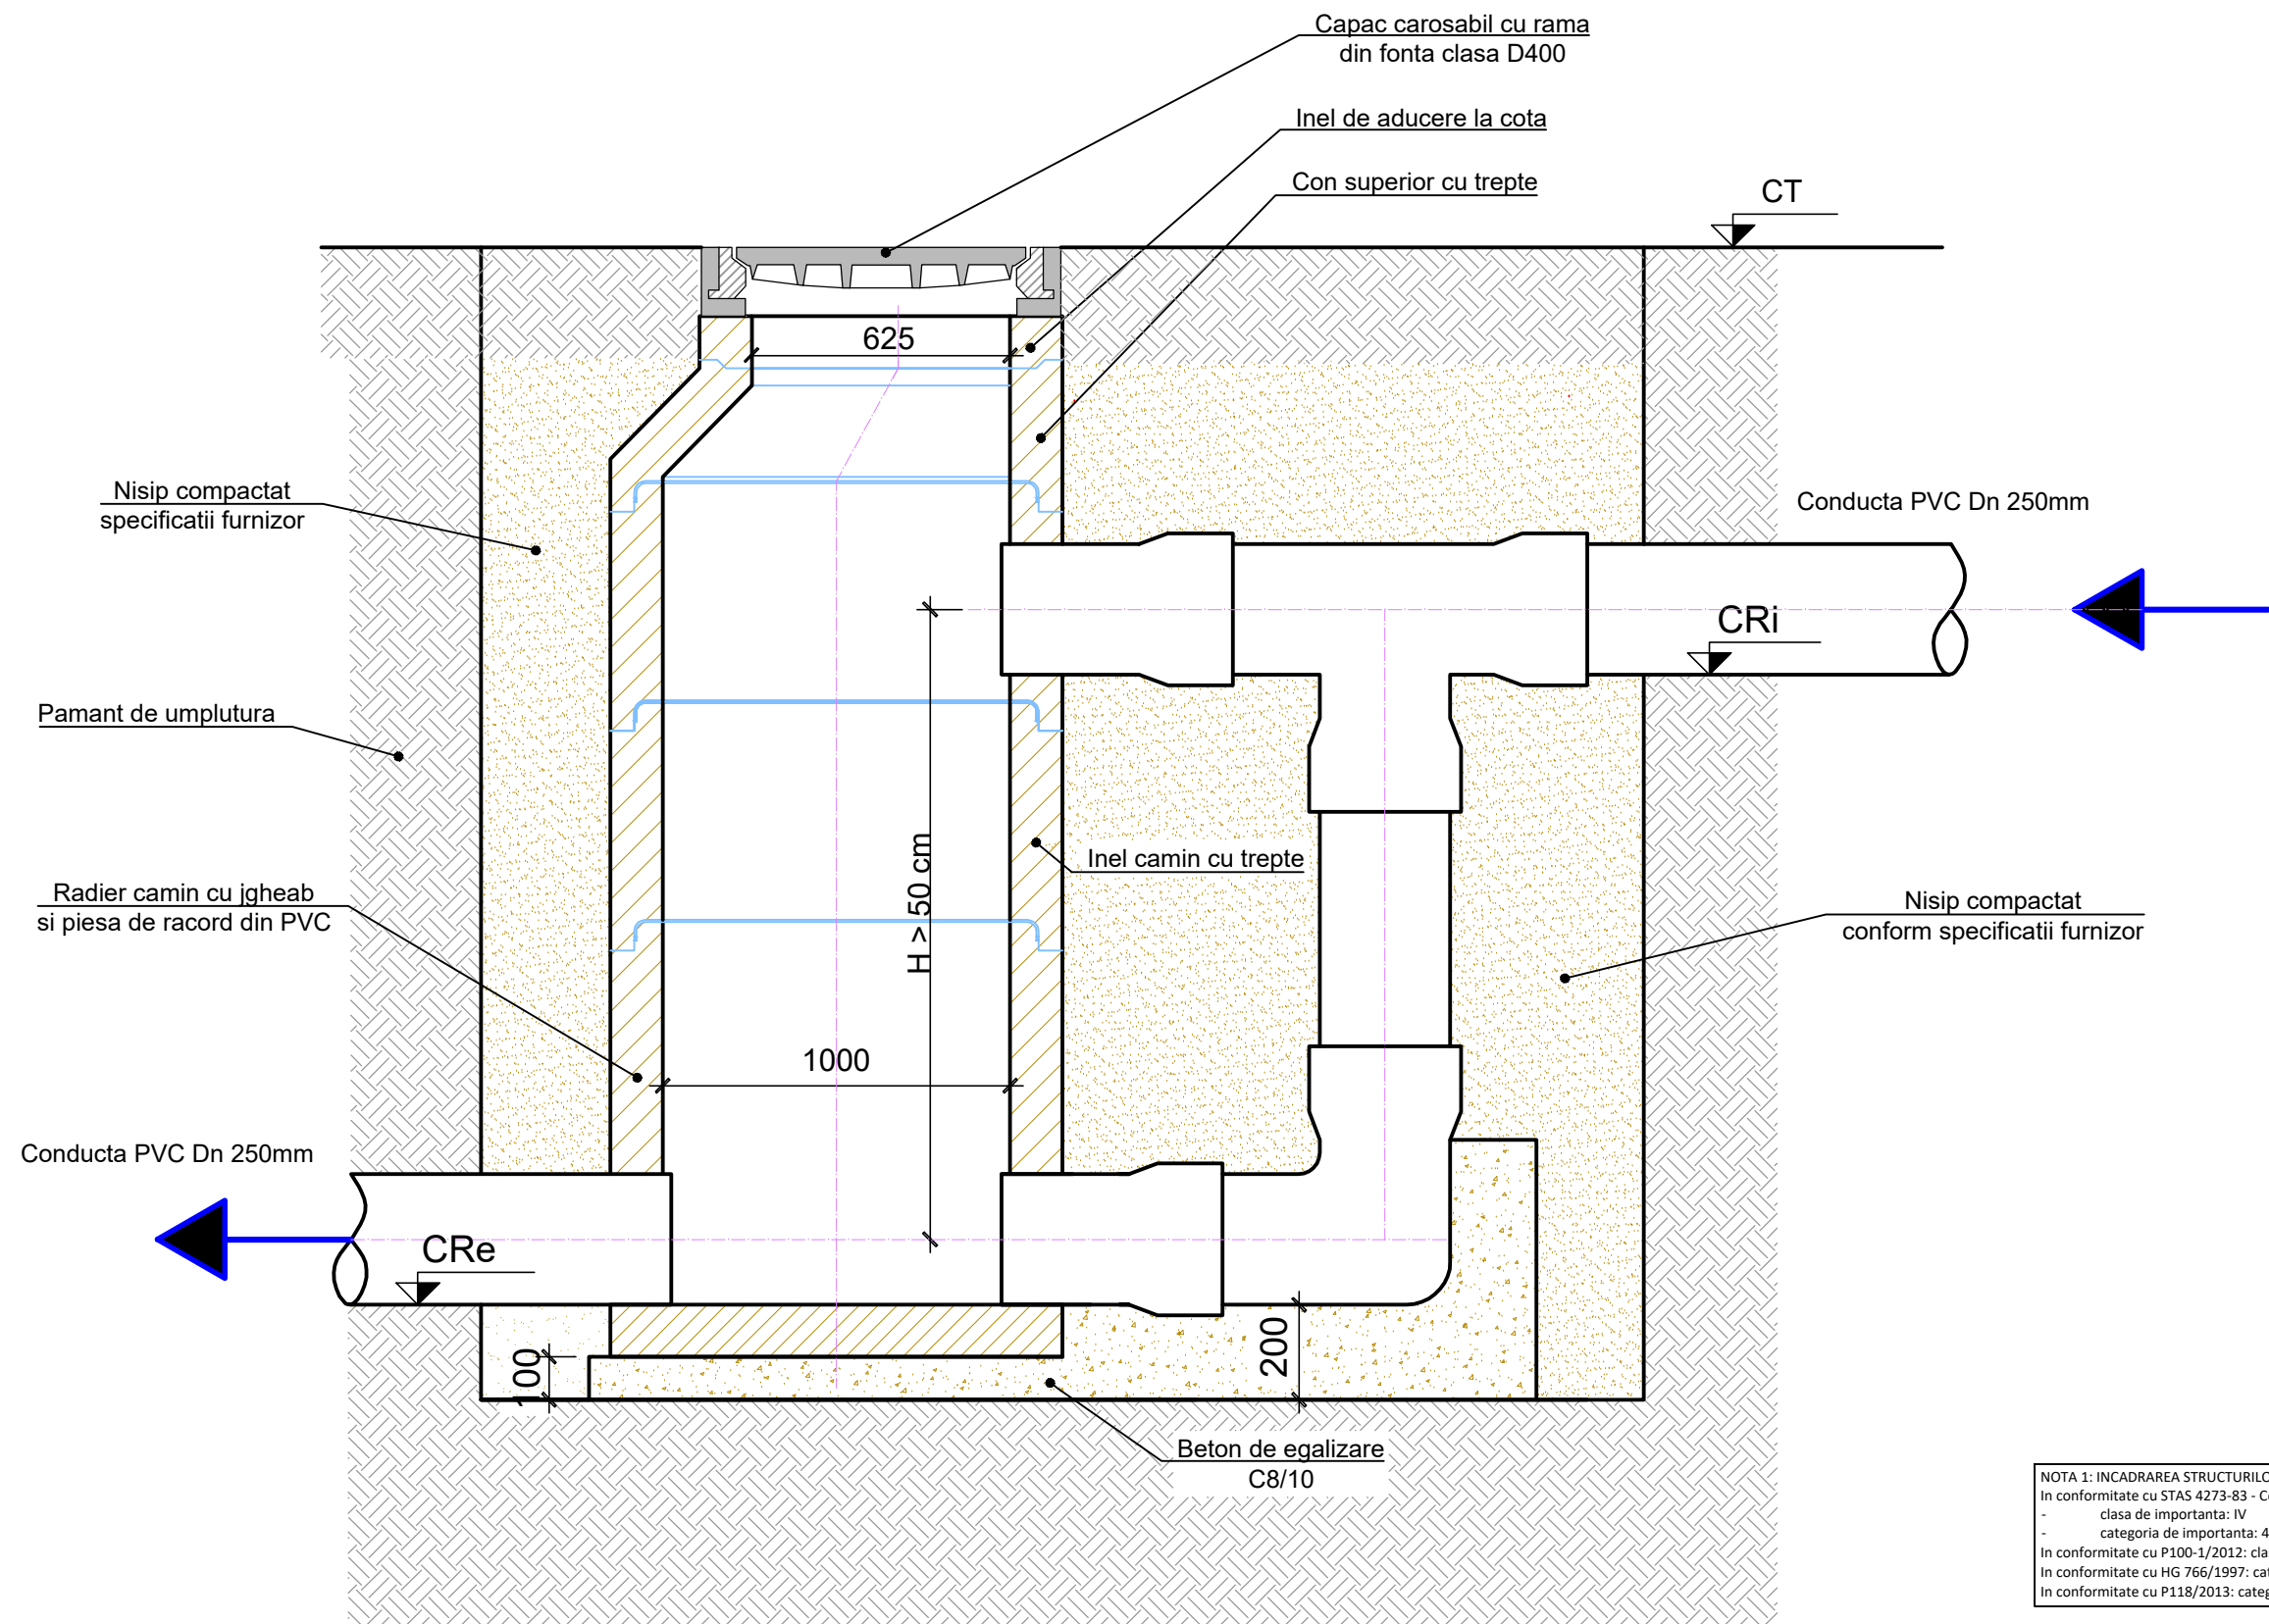 Capac carosabil cu rama
din fonta clasa D400
Inel de aducere la cota
Con superior cu trepte
CT
625
Nisip compactat
specificatii furnizor
Conducta PVC Dn 250mm
CRi
Pamant de umplutura
H > 50 cm
Inel camin cu trepte
Radier camin cu jgheab
si piesa de racord din PVC
Nisip compactat
conform specificatii furnizor
1000
Conducta PVC Dn 250mm
CRe
100
200
Beton de egalizare
C8/10
NOTA 1: INCADRAREA
In conformitate cu STAS 4273-83 -
- clasa de importanta: IV
- categoria de importanta: 4
In conformitate cu P100-1/2012:
In conformitate cu HG 766/1997:
In conformitate cu P118/2013: